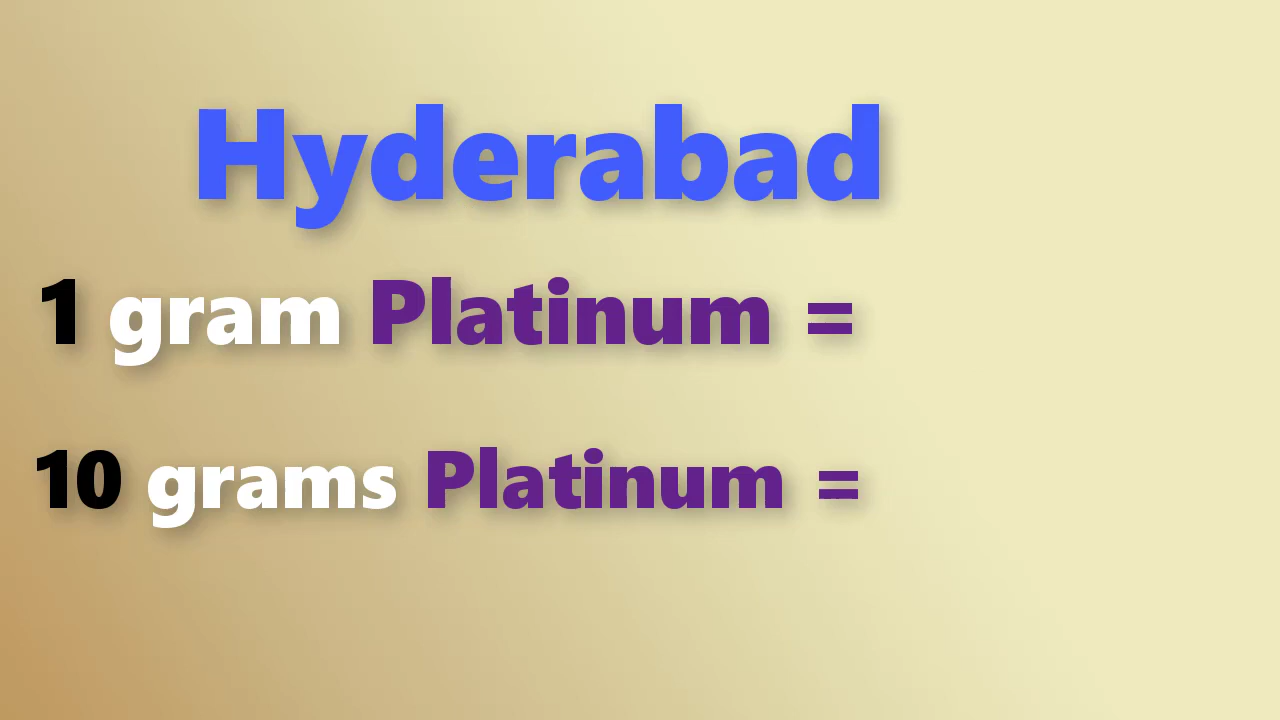 Hyderabad
1 gram Platinum =
10 grams Platinum =